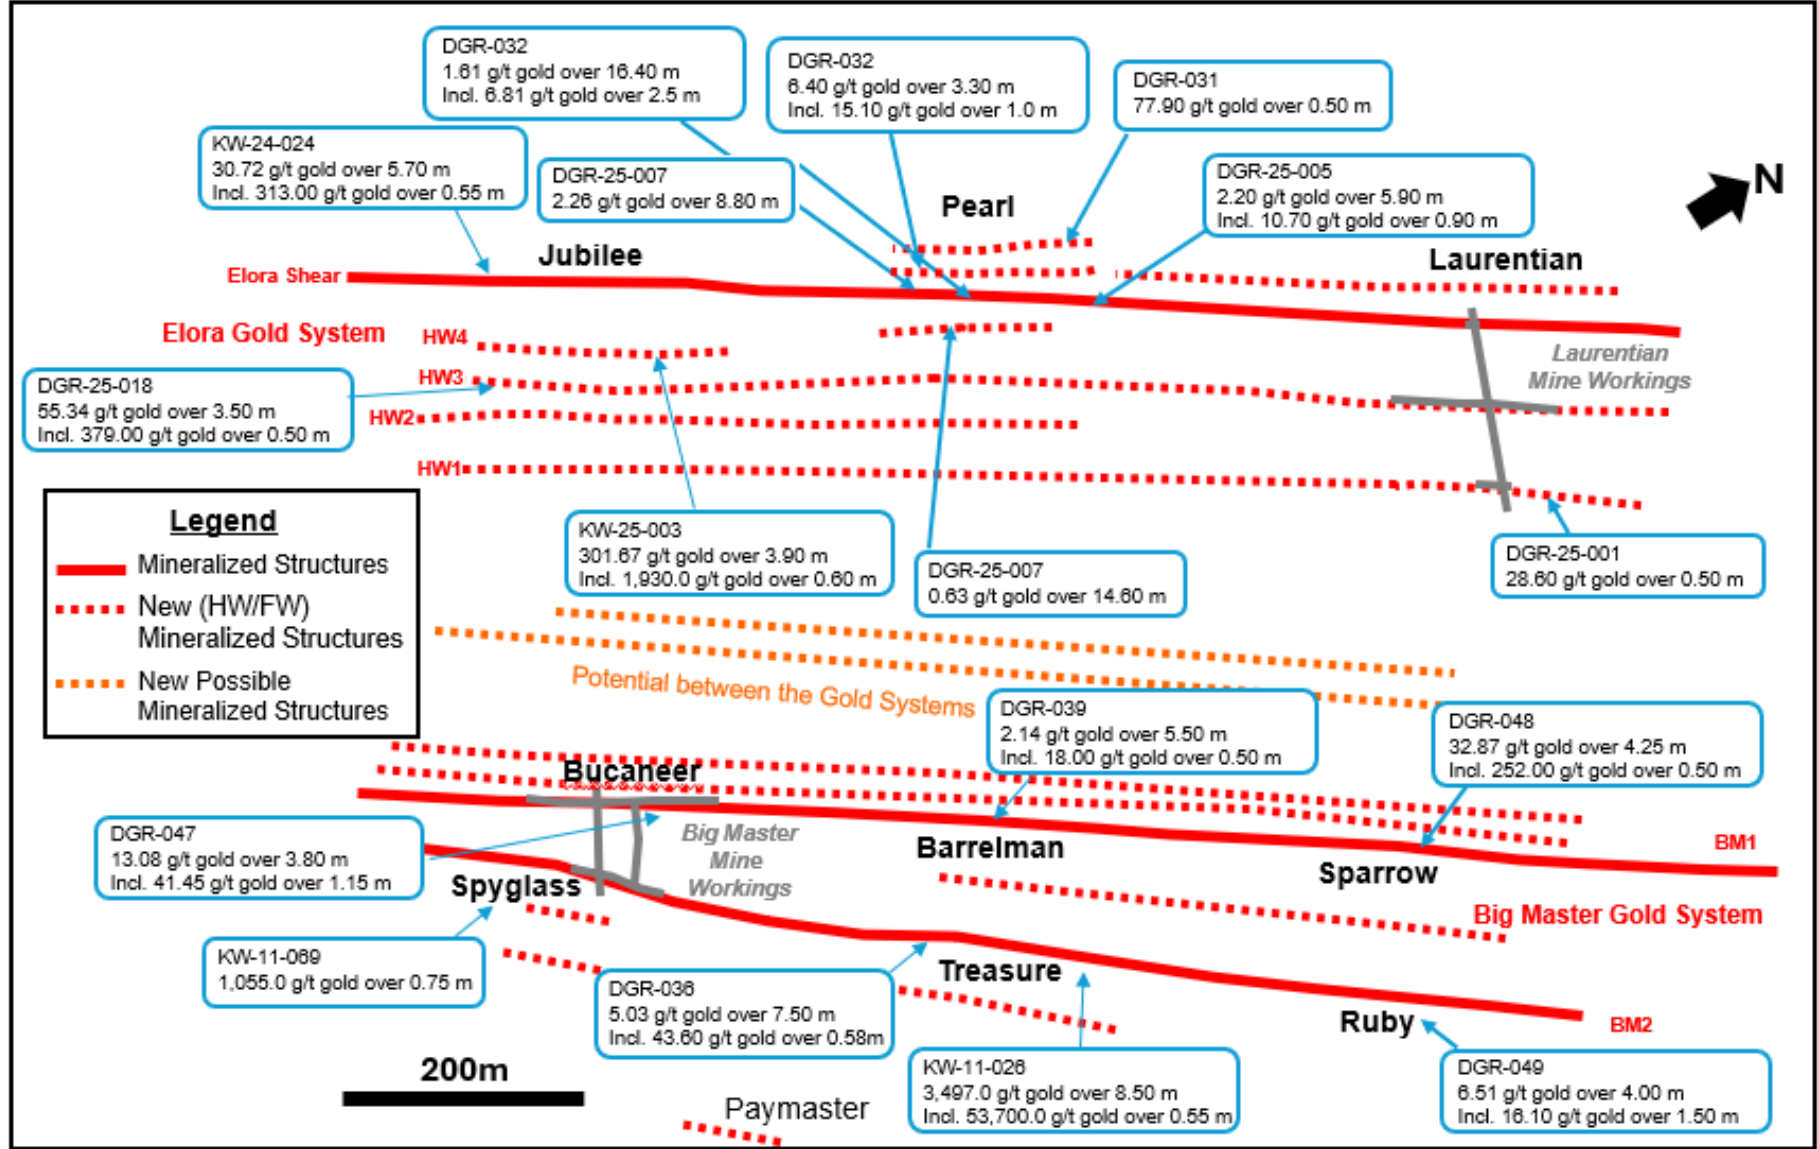 DGR-032
1.61 g/t gold over 16.40 m
Incl. 6.81 g/t gold over 2.5 m
DGR-032
6.40 g/t gold over 3.30 m
Incl. 15.10 g/t gold over 1.0 m
DGR-031
77.90 g/t gold over 0.50 m
KW-24-024
30.72 g/t gold over 5.70 m
Incl. 313.00 g/t gold over 0.55 m
DGR-25-007
2.26 g/t gold over 8.80 m
DGR-25-005
2.20 g/t gold over 5.90 m
Incl. 10.70 g/t gold over 0.90 m
N
Pearl
Jubilee
Laurentian
Elora Shear
Elora Gold System
HW4
HW3
HW2
HW1
Laurentian
Mine Workings
DGR-25-018
55.34 g/t gold over 3.50 m
Incl. 379.00 g/t gold over 0.50 m
Legend
Mineralized Structures
New (HW/FW)
Mineralized Structures
New Possible
Mineralized Structures
KW-25-003
301.67 g/t gold over 3.90 m
Incl. 1,930.0 g/t gold over 0.60 m
DGR-25-007
0.63 g/t gold over 14.60 m
DGR-25-001
28.60 g/t gold over 0.50 m
Potential between the Gold Systems
DGR-039
2.14 g/t gold over 5.50 m
Incl. 18.00 g/t gold over 0.50 m
DGR-048
32.87 g/t gold over 4.25 m
Incl. 252.00 g/t gold over 0.50 m
Bucaneer
DGR-047
13.08 g/t gold over 3.80 m
Incl. 41.45 g/t gold over 1.15 m
Big Master
Mine
Workings
Barrelman
Sparrow
BM1
Spyglass
Big Master Gold System
KW-11-069
1,055.0 g/t gold over 0.75 m
DGR-036
5.03 g/t gold over 7.50 m
Incl. 43.60 g/t gold over 0.58m
Treasure
Ruby
BM2
200m
KW-11-026
3,497.0 g/t gold over 8.50 m
Incl. 53,700.0 g/t gold over 0.55 m
DGR-049
6.51 g/t gold over 4.00 m
Incl. 16.10 g/t gold over 1.50 m
Paymaster